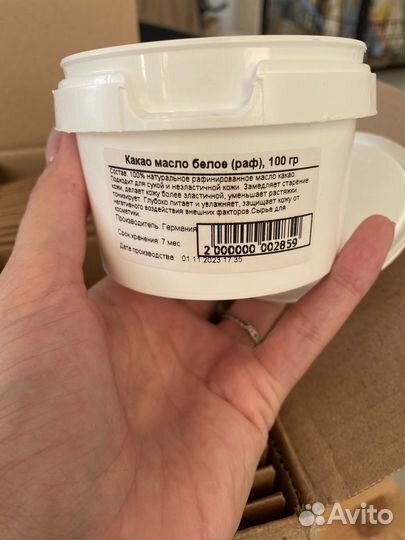 Какао масло белое (раф), 100 гр
Состав: 100% натуральное рафинированное масло какао.
Подходит для сухой и неэластичной кожи. Замедляет старение
кожи, делает кожу более эластичной, уменьшает растяжки,
тонизирует. Глубоко питает и увлажняет, защищает кожу от
негативного воздействия внешних факторов.Сырье для
косметики.
Производитель: Германия
Срок хранения: 7 мес
2 000000 002859
Дата производства: 01.11.2023 17:35
Avito